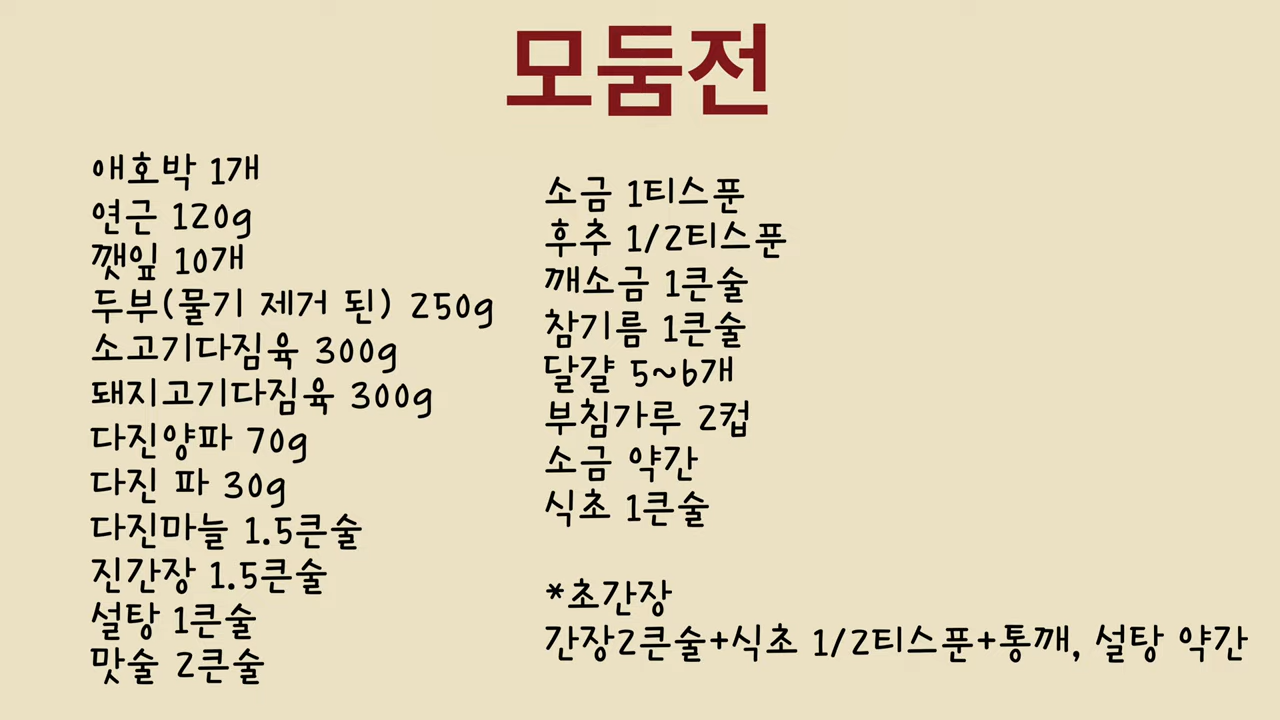 모둠전
애호박 1개
연근 120g
깻잎 10개
두부(물기 제거 된) 250g
소고기다짐육 300g
돼지고기다짐육 300g
다진양파 70g
다진 파 30g
다진마늘 1.5큰술
진간장 1.5큰술
설탕 1큰술
맛술 2큰술
소금 1티스푼
후추 1/2티스푼
깨소금 1큰술
참기름 1큰술
달걀 5~6개
부침가루 2컵
소금 약간
식초 1큰술
*초간장
간장2큰술+식초 1/2티스푼+통깨, 설탕 약간